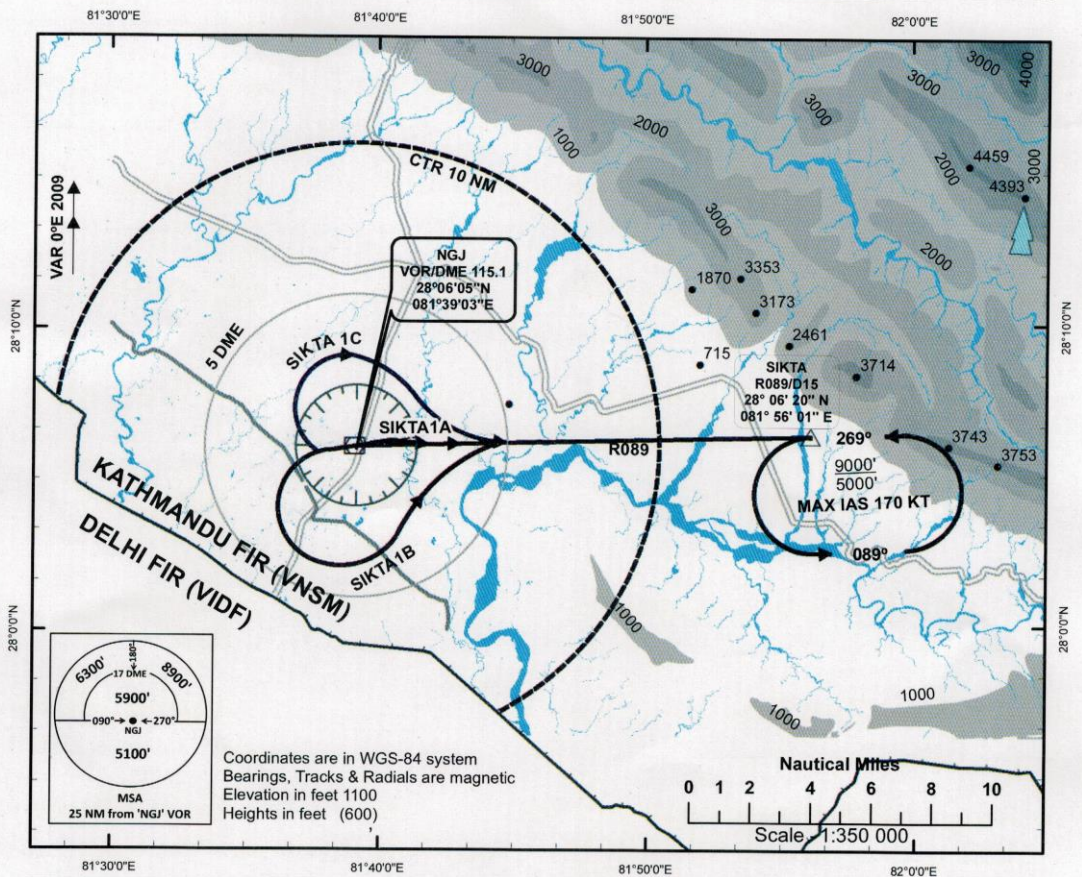 81°30'0"E
81°40'0"E
81°50'0"E
82°0'0"E
3000
3000
3000
4000
3000
1000
2000
2000
3000
4459
4393
CTR 10 NM
VAR 0°E 2009
3000
2000
NGJ
VOR/DME 115.1
28°06'05"N
081°39'03"E
3353
1870
3173
28°10'0"N
28°10'0"N
5 DME
SIKTA 1C
715
2461
3714
SIKTA
R089/D15
28° 06' 20" N
081° 56' 01" E
SIKTA1A
R089
269°
3743
3753
9000'
5000'
MAX IAS 170 KT
089°
SIKTA1B
KATHMANDU FIR (VNSM)
DELHI FIR (VIDF)
28°0'0"N
28°0'0"N
1000
1000
1000
6300'
180°
8900'
17 DME
5900'
090°
270°
NGJ
5100'
MSA
25 NM from 'NGJ' VOR
Coordinates are in WGS-84 system
Bearings, Tracks & Radials are magnetic
Elevation in feet 1100
Heights in feet (600)
Nautical Miles
0 2 4 6 8 10
Scale 1:350 000
81°30'0"E
81°40'0"E
81°50'0"E
82°0'0"E